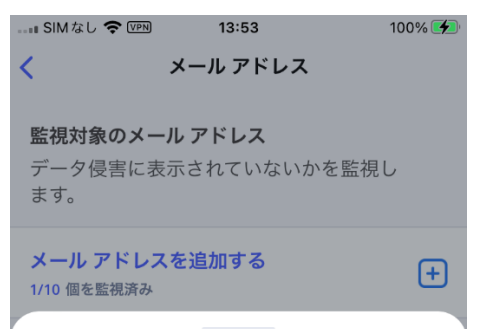 SIMなし VPN 13:53 100%
メール アドレス
監視対象のメール アドレス
データ侵害に表示されていないかを監視し
ます。
メール アドレスを追加する
1/10 個を監視済み